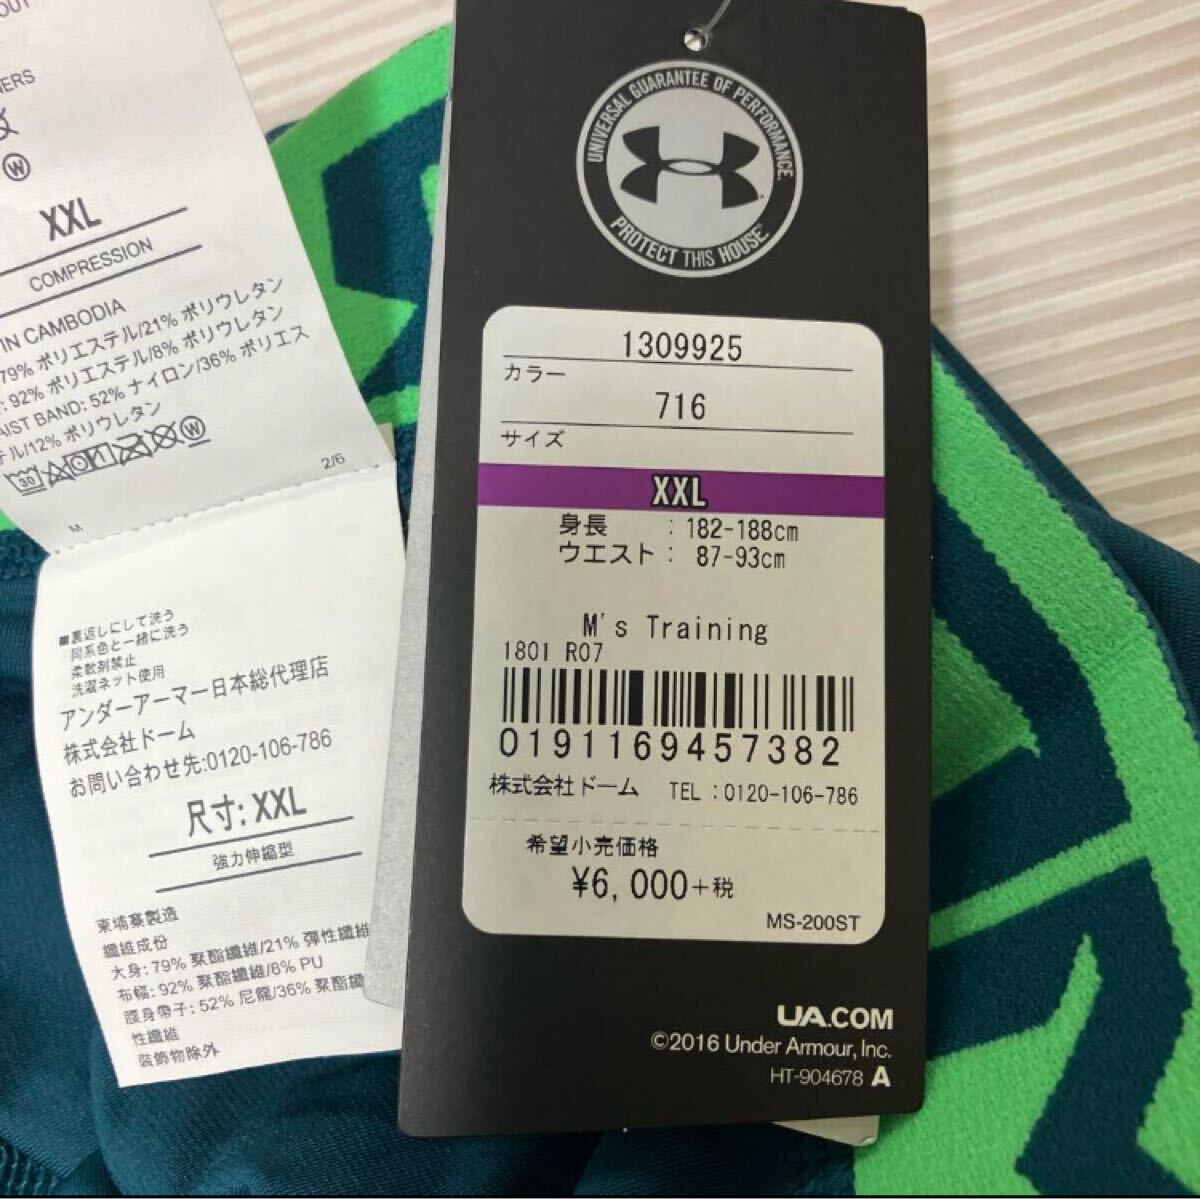 OUT
NERS
W
XXL
COMPRESSION
IN CAMBODIA
79% ポリエステル/21% ポリウレタン
: 92% ポリエステル/8% ポリウレタン
AIST BAND: 52% ナイロン/36% ポリエス
テル/12% ポリウレタン
30 W
2/6
M
■裏返しにして洗う
同系色と一緒に洗う
柔軟剤禁止
洗濯ネット使用
アンダーアーマー日本総代理店
株式会社ドーム
お問い合わせ先:0120-106-786
尺寸: XXL
強力伸縮型
柬埔寨製造
纖維成份
大身: 79% 聚酯纖維/21% 彈性纖維
布幅: 92% 聚酯纖維/8% PU
腰身帶子: 52% 尼龍/36% 聚酯纖
性纖維
裝飾物除外
UNIVERSAL GUARANTEE OF PERFORMANCE.
PROTECT THIS HOUSE.
1309925
カラー
716
サイズ
XXL
身長 : 182-188cm
ウエスト : 87-93cm
M's Training
1801 R07
0191169457382
株式会社ドーム TEL : 0120-106-786
希望小売価格
¥6,000+税
MS-200ST
UA.COM
©2016 Under Armour, Inc.
HT-904678 A